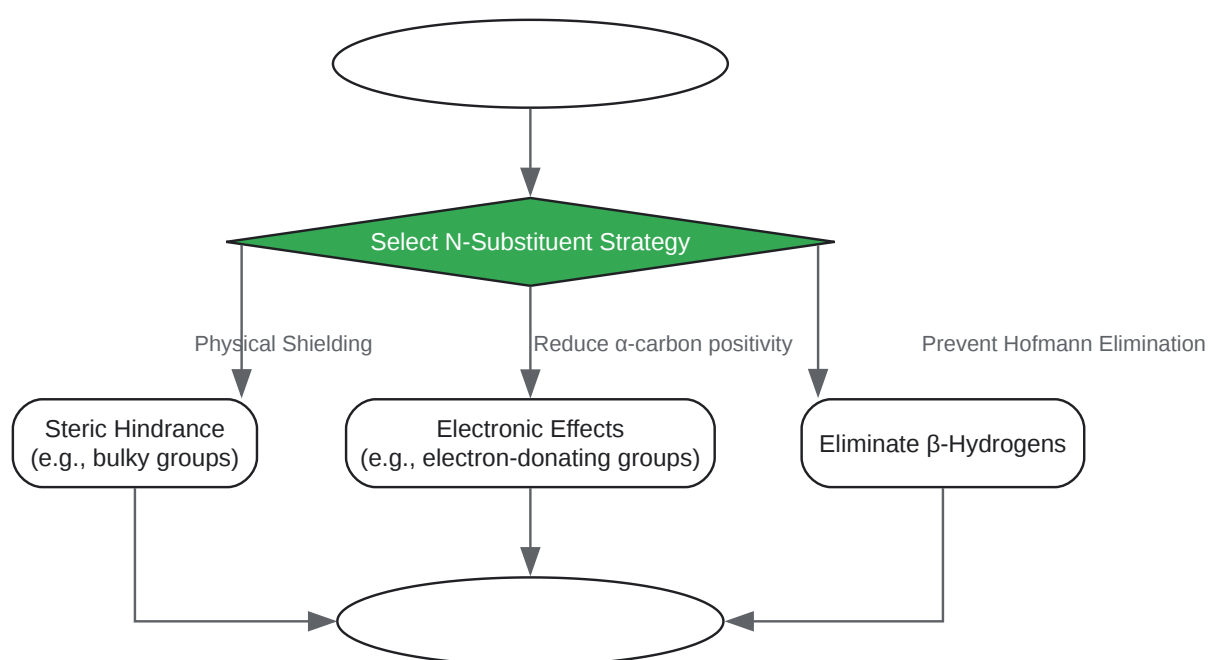 Select N-Substituent Strategy
Physical Shielding
Reduce α-carbon positivity
Prevent Hofmann Elimination
Steric Hindrance
(e.g., bulky groups)
Electronic Effects
(e.g., electron-donating groups)
Eliminate β-Hydrogens